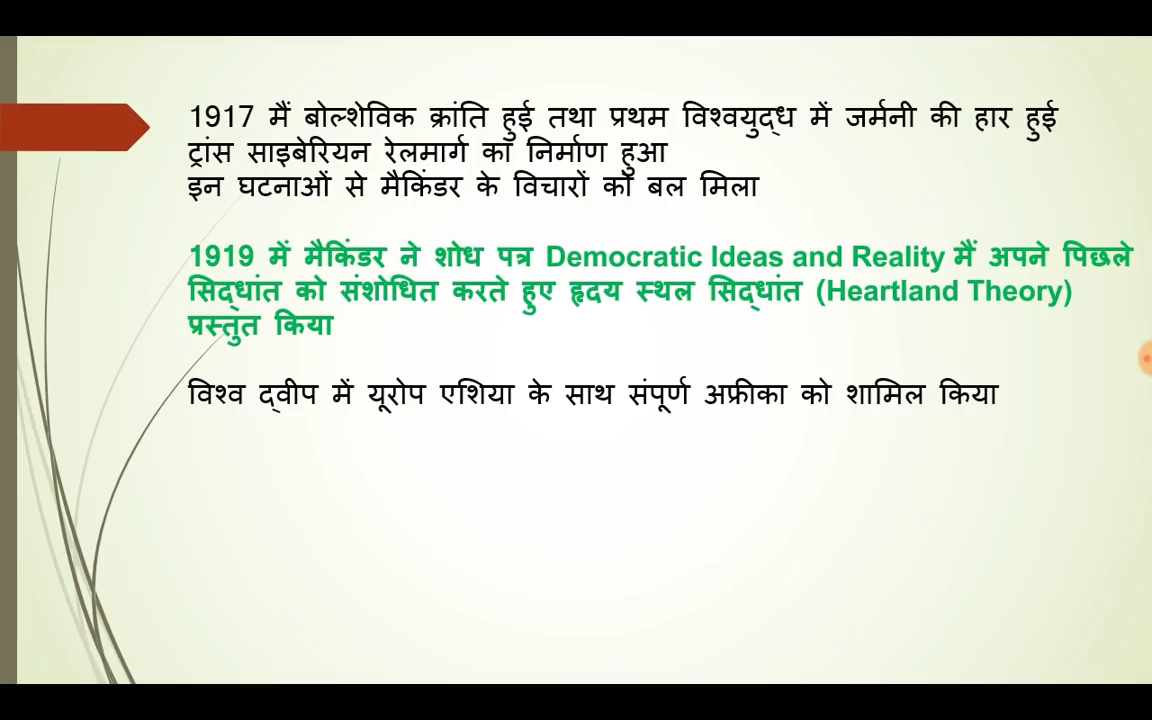 1917 मैं बोल्शेविक क्रांति हुई तथा प्रथम विश्वयुद्ध में जर्मनी की हार हुई
ट्रांस साइबेरियन रेलमार्ग का निर्माण हुआ
इन घटनाओं से मैकिंडर के विचारों को बल मिला
1919 में मैकिंडर ने शोध पत्र Democratic Ideas and Reality मैं अपने पिछले
सिद्धांत को संशोधित करते हुए हृदय स्थल सिद्धांत (Heartland Theory)
प्रस्तुत किया
विश्व द्वीप में यूरोप एशिया के साथ संपूर्ण अफ्रीका को शामिल किया